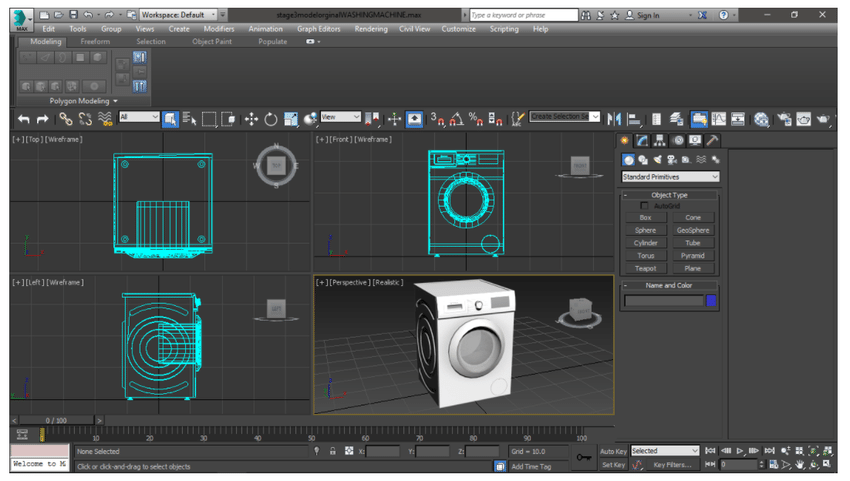 Workspace: Default
stage3modelorginalWASHINGMACHINE.max
Type a keyword or phrase
Sign In
MAX
Edit Tools Group Views Create Modifiers Animation Graph Editors Rendering Civil View Customize Scripting Help
Modeling Freeform Selection Object Paint Populate
Polygon Modeling
All
View
Create Selection Se
[+][Top][Wireframe]
[+][Front][Wireframe]
[+][Left][Wireframe]
[+][Perspective][Realistic]
Standard Primitives
Object Type
AutoGrid
Box Cone
Sphere GeoSphere
Cylinder Tube
Torus Pyramid
Teapot Plane
Name and Color
0 / 100
0 10 20 30 40 50 60 70 80 90 100
None Selected
X: Y: Z:
Grid = 10.0
Auto Key Selected
Welcome to M
Click or click-and-drag to select objects
Add Time Tag
Set Key Key Filters...
0